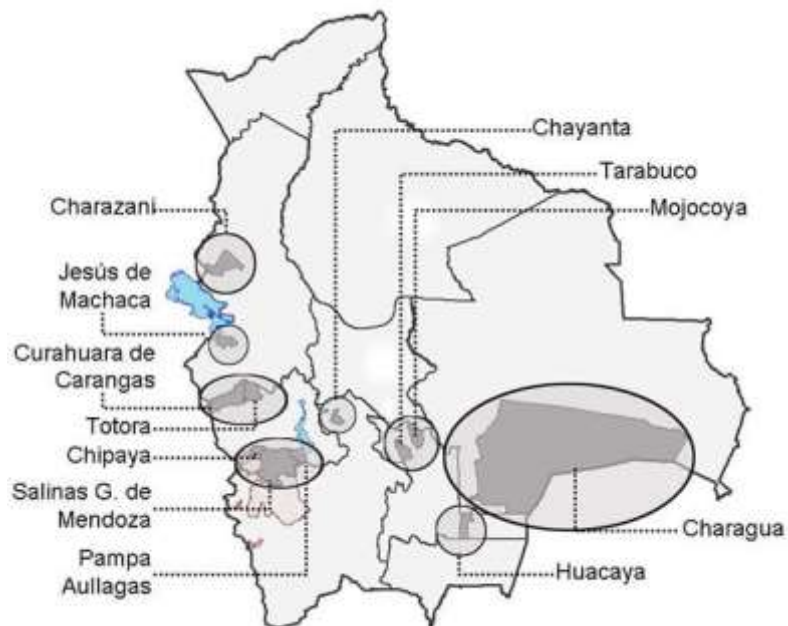 Chayanta
Tarabuco
Mojocoya
Charazani
Jesús de
Machaca
Curahuara de
Carangas
Totora
Chipaya
Salinas G. de
Mendoza
Pampa
Aullagas
Charagua
Huacaya